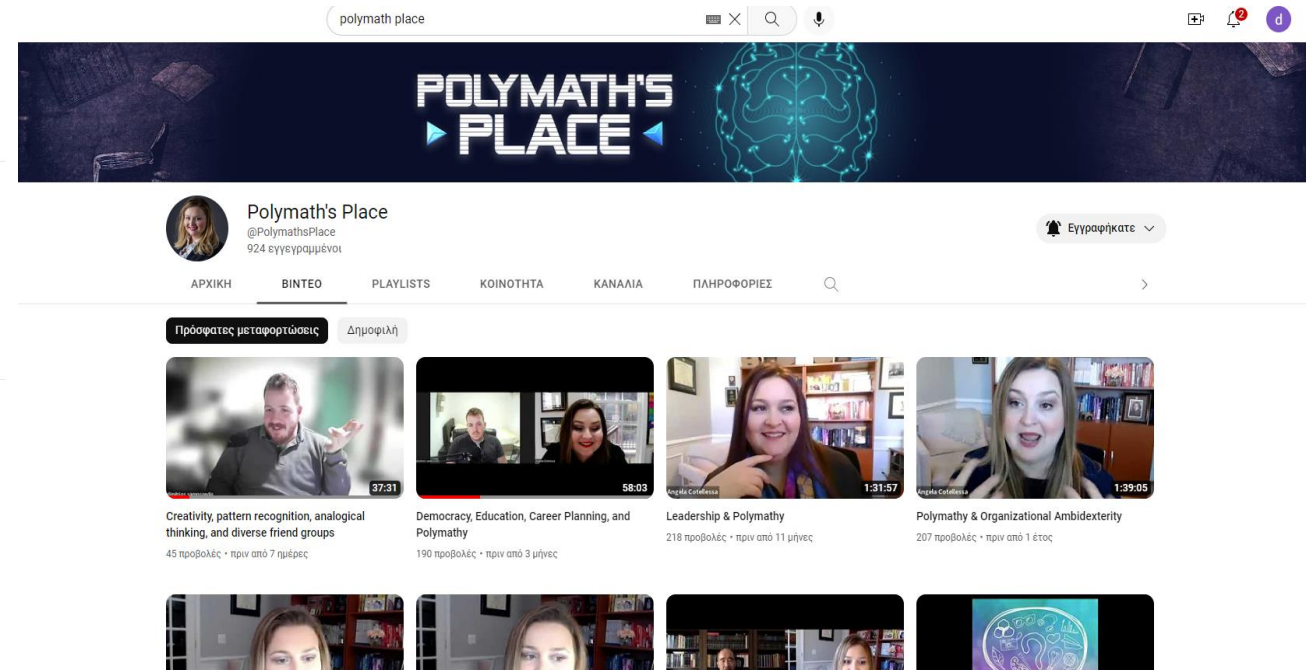 polymath place
2
d
POLYMATH'S
PLACE
Polymath's Place
@PolymathsPlace
924 εγγεγραμμένοι
Εγγραφήκατε
ΑΡΧΙΚΗ ΒΙΝΤΕΟ PLAYLISTS ΚΟΙΝΟΤΗΤΑ ΚΑΝΑΛΙΑ ΠΛΗΡΟΦΟΡΙΕΣ
Πρόσφατες μεταφορτώσεις Δημοφιλή
37:31 58:03 1:31:57 1:39:05
Angela Cotellessa Angela Cotellessa
Creativity, pattern recognition, analogical Democracy, Education, Career Planning, and Leadership & Polymathy Polymathy & Organizational Ambidexterity
thinking, and diverse friend groups Polymathy
218 προβολές • πριν από 11 μήνες 207 προβολές • πριν από 1 έτος
45 προβολές • πριν από 7 ημέρες 190 προβολές • πριν από 3 μήνες